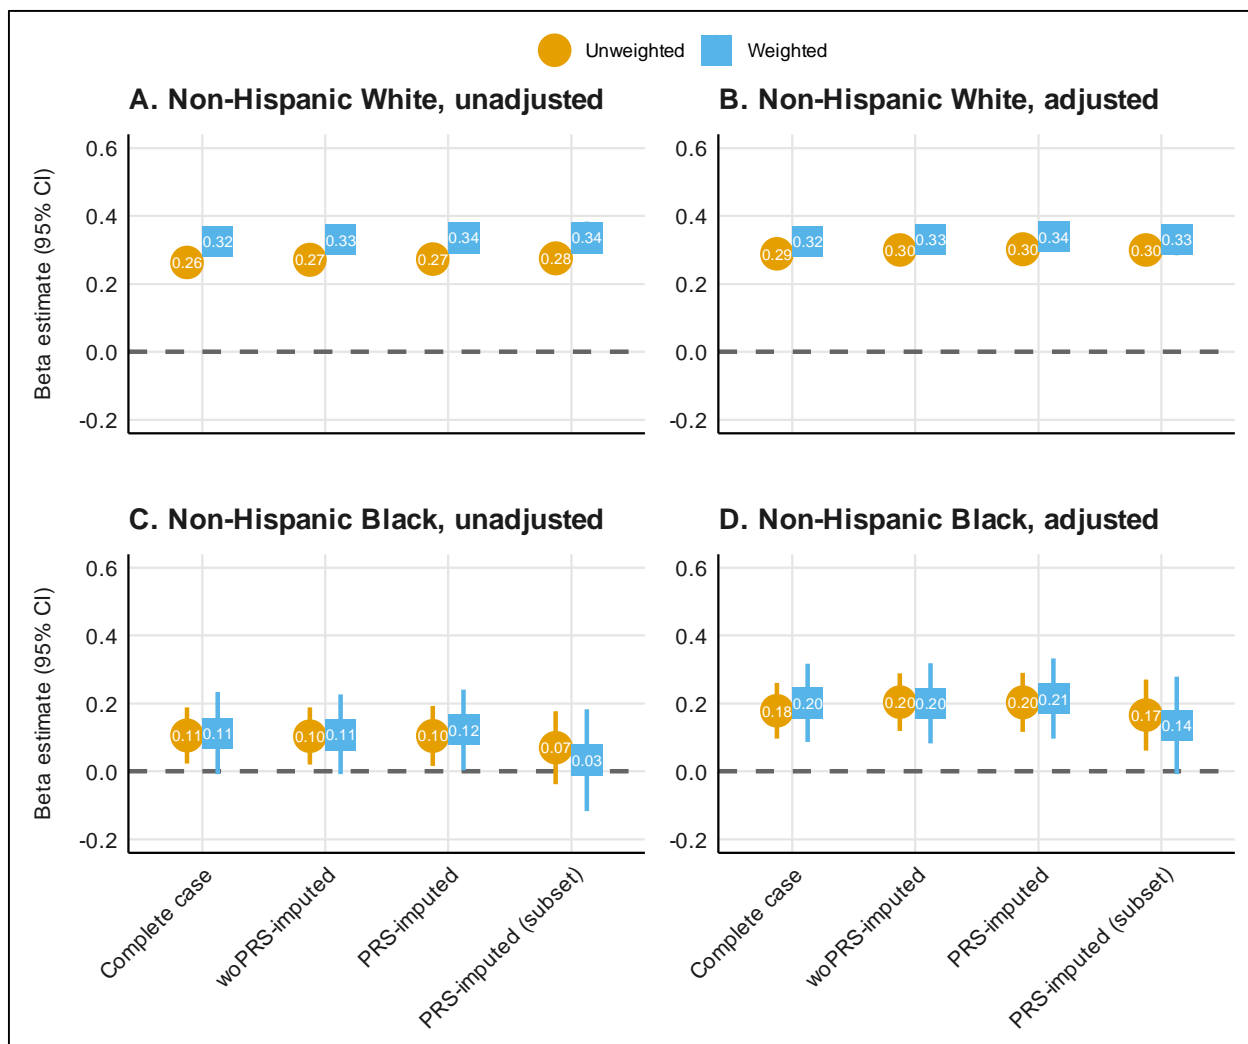 Unweighted Weighted
A. Non-Hispanic White, unadjusted
B. Non-Hispanic White, adjusted
Beta estimate (95% CI)
0.6
0.4
0.2
0.0
-0.2
0.26 0.32 0.27 0.33 0.27 0.34 0.28 0.34
0.6
0.4
0.2
0.0
-0.2
0.29 0.32 0.30 0.33 0.30 0.34 0.30 0.33
C. Non-Hispanic Black, unadjusted
D. Non-Hispanic Black, adjusted
Beta estimate (95% CI)
0.6
0.4
0.2
0.0
-0.2
0.11 0.11 0.10 0.11 0.10 0.12 0.07 0.03
0.6
0.4
0.2
0.0
-0.2
0.18 0.20 0.20 0.20 0.20 0.21 0.17 0.14
Complete case
woPRS-imputed
PRS-imputed
PRS-imputed (subset)
Complete case
woPRS-imputed
PRS-imputed
PRS-imputed (subset)